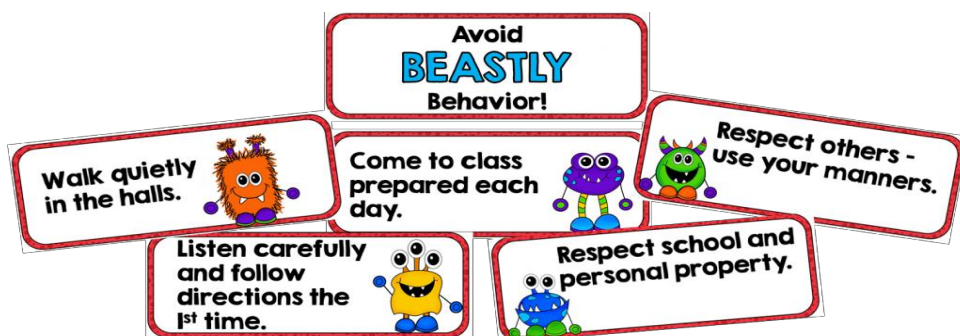 Avoid
BEASTLY
Behavior!
Walk quietly
in the halls.
Come to class
prepared each
day.
Respect others -
use your manners.
Listen carefully
and follow
directions the
1st time.
Respect school and
personal property.